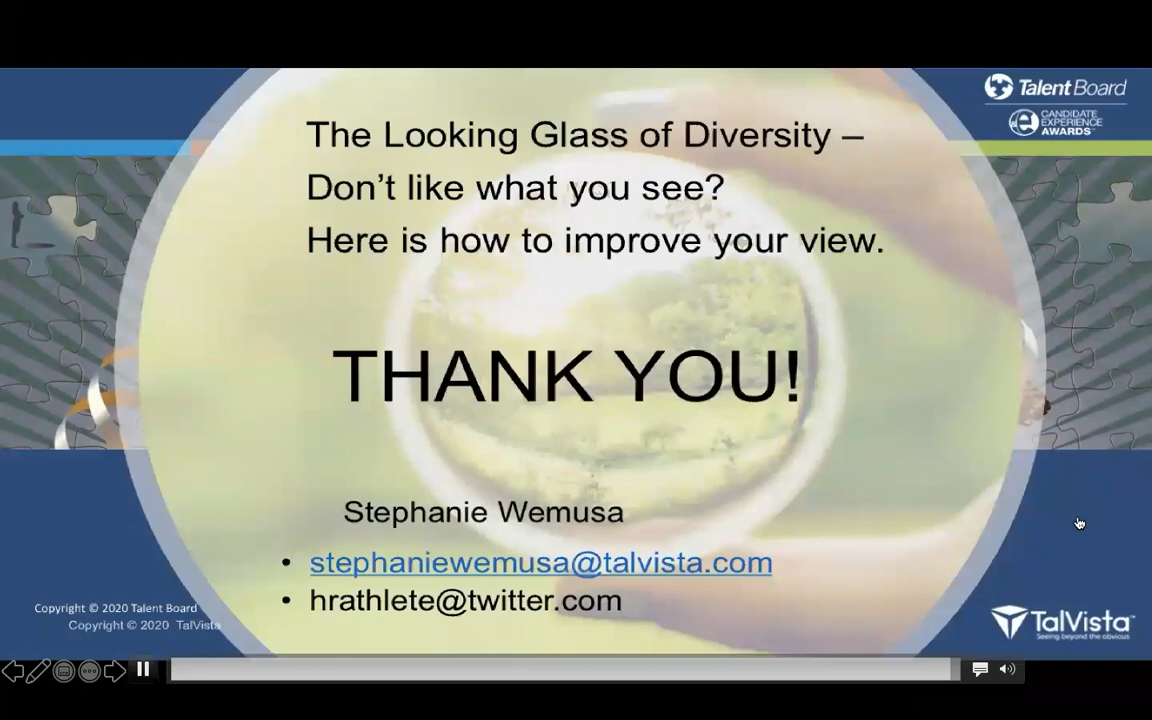 Talent Board
CANDIDATE
EXPERIENCE
AWARDS
The Looking Glass of Diversity –
Don’t like what you see?
Here is how to improve your view.
THANK YOU!
Stephanie Wemusa
• stephaniewemusa@talvista.com
• hrathlete@twitter.com
Copyright © 2020 Talent Board
Copyright © 2020 TalVista
TalVista™
Seeing beyond the obvious